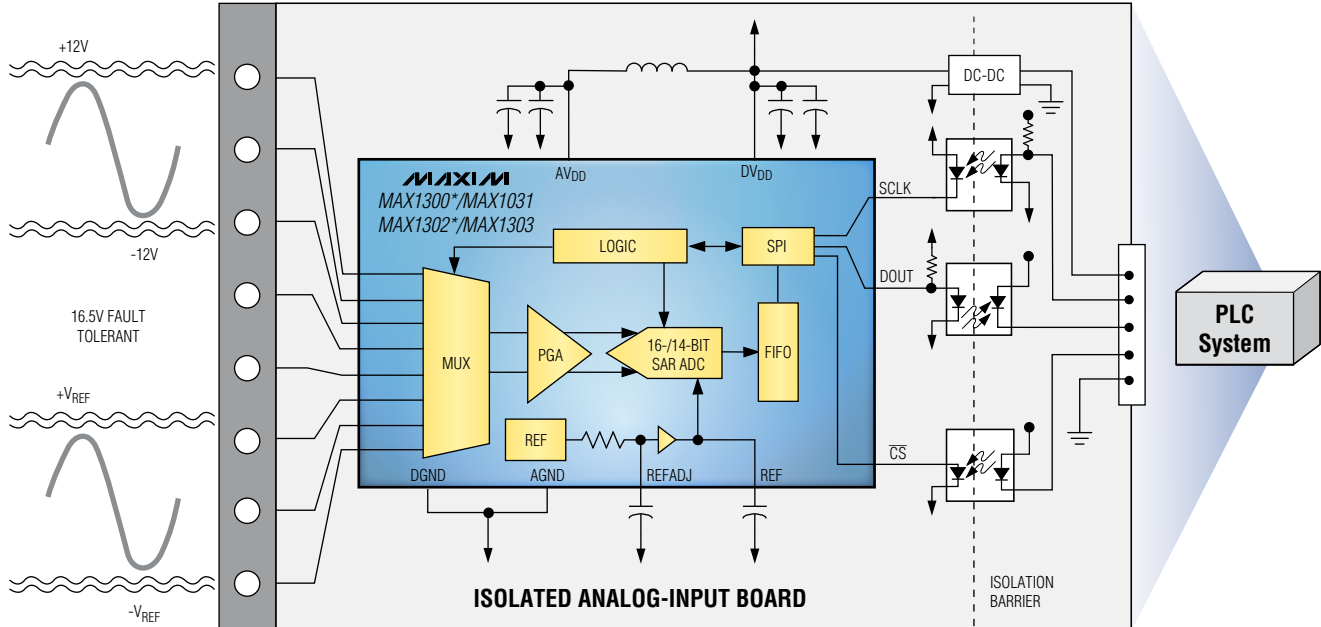 +12V
-12V
16.5V FAULT
TOLERANT
+VREF
-VREF
DC-DC
AVDD
DVDD
MAXIM
MAX1300*/MAX1031
MAX1302*/MAX1303
SCLK
LOGIC
SPI
DOUT
MUX
PGA
16-/14-BIT
SAR ADC
FIFO
REF
CS
DGND
AGND
REFADJ
REF
PLC
System
ISOLATED ANALOG-INPUT BOARD
ISOLATION
BARRIER